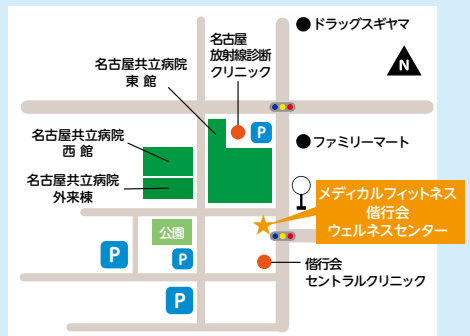 ドラッグスギヤマ
名古屋
放射線診断
クリニック
N
名古屋共立病院
東 館
P
ファミリーマート
名古屋共立病院
西 館
名古屋共立病院
外来棟
メディカルフィットネス
偕行会
ウェルネスセンター
公園
P
P
偕行会
セントラルクリニック
P